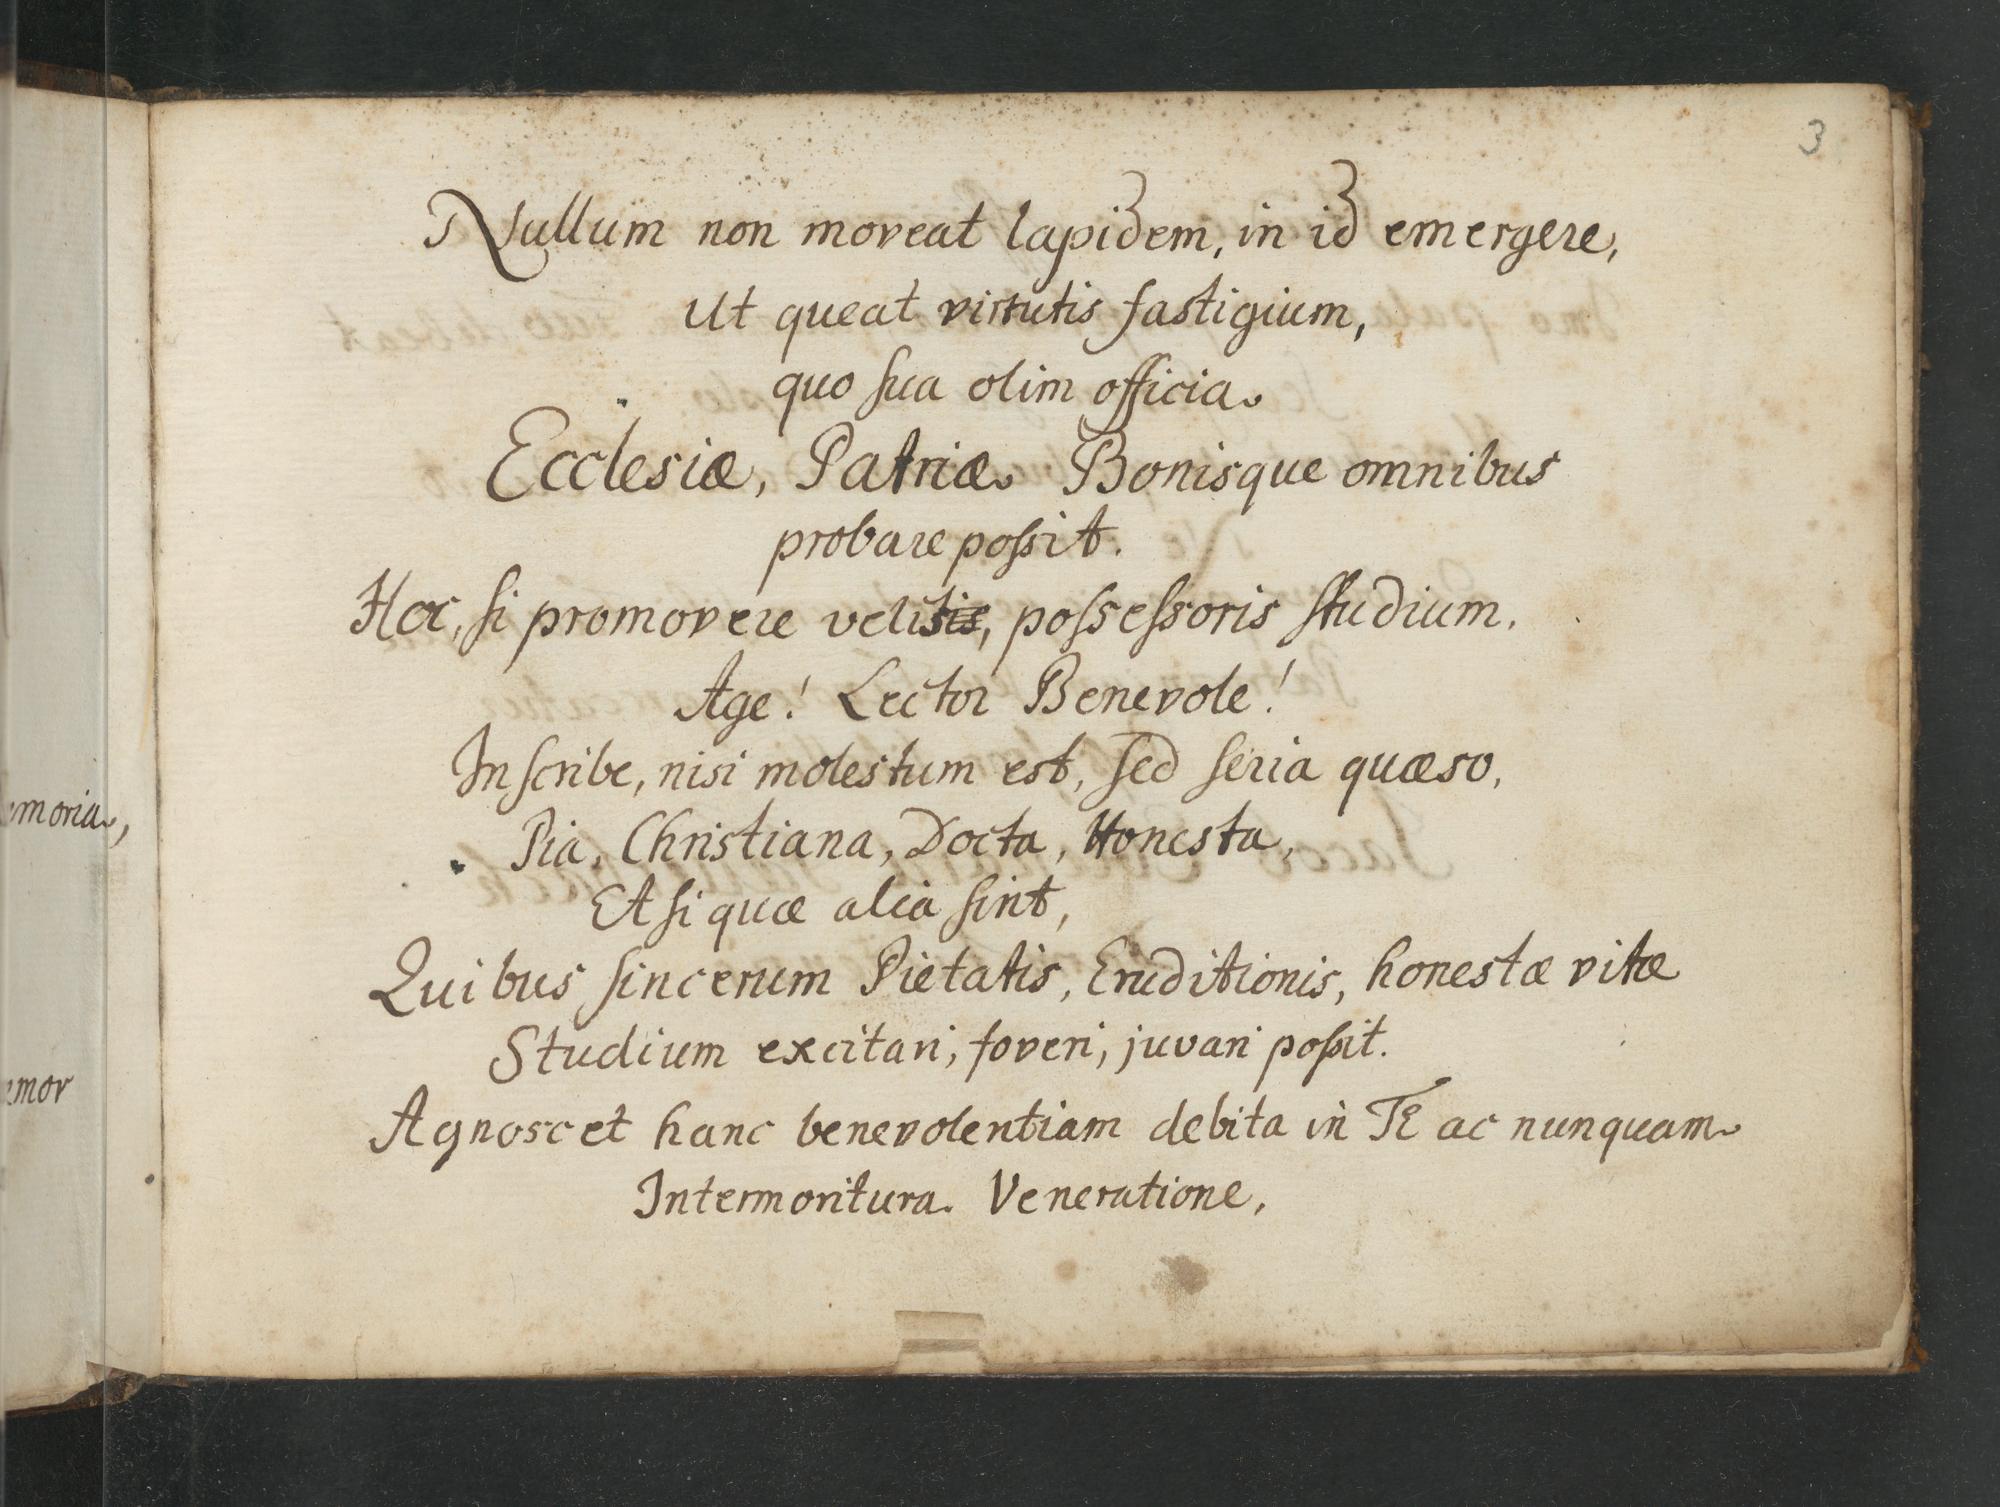 3
Nullum non moveat lapidem, in id emergere,
Ut queat virtutis fastigium,
quo sua olim officia.
Ecclesiæ, Patriæ Bonisque omnibus
probare possit.
Hoc, si promovere velis, possessoris studium.
Age! Lector Benevole!
Inscribe, nisi molestum est, sed seria quæso,
Pia, Christiana, Docta, Honesta,
Et si quæ alia sint,
Quibus sincerum Pietatis, Eruditionis, honestæ vitæ
Studium excitari, foveri, juvari possit.
Agnoscet hanc benevolentiam debita in Te ac nunquam
Intermoritura Veneratione,
emoria,